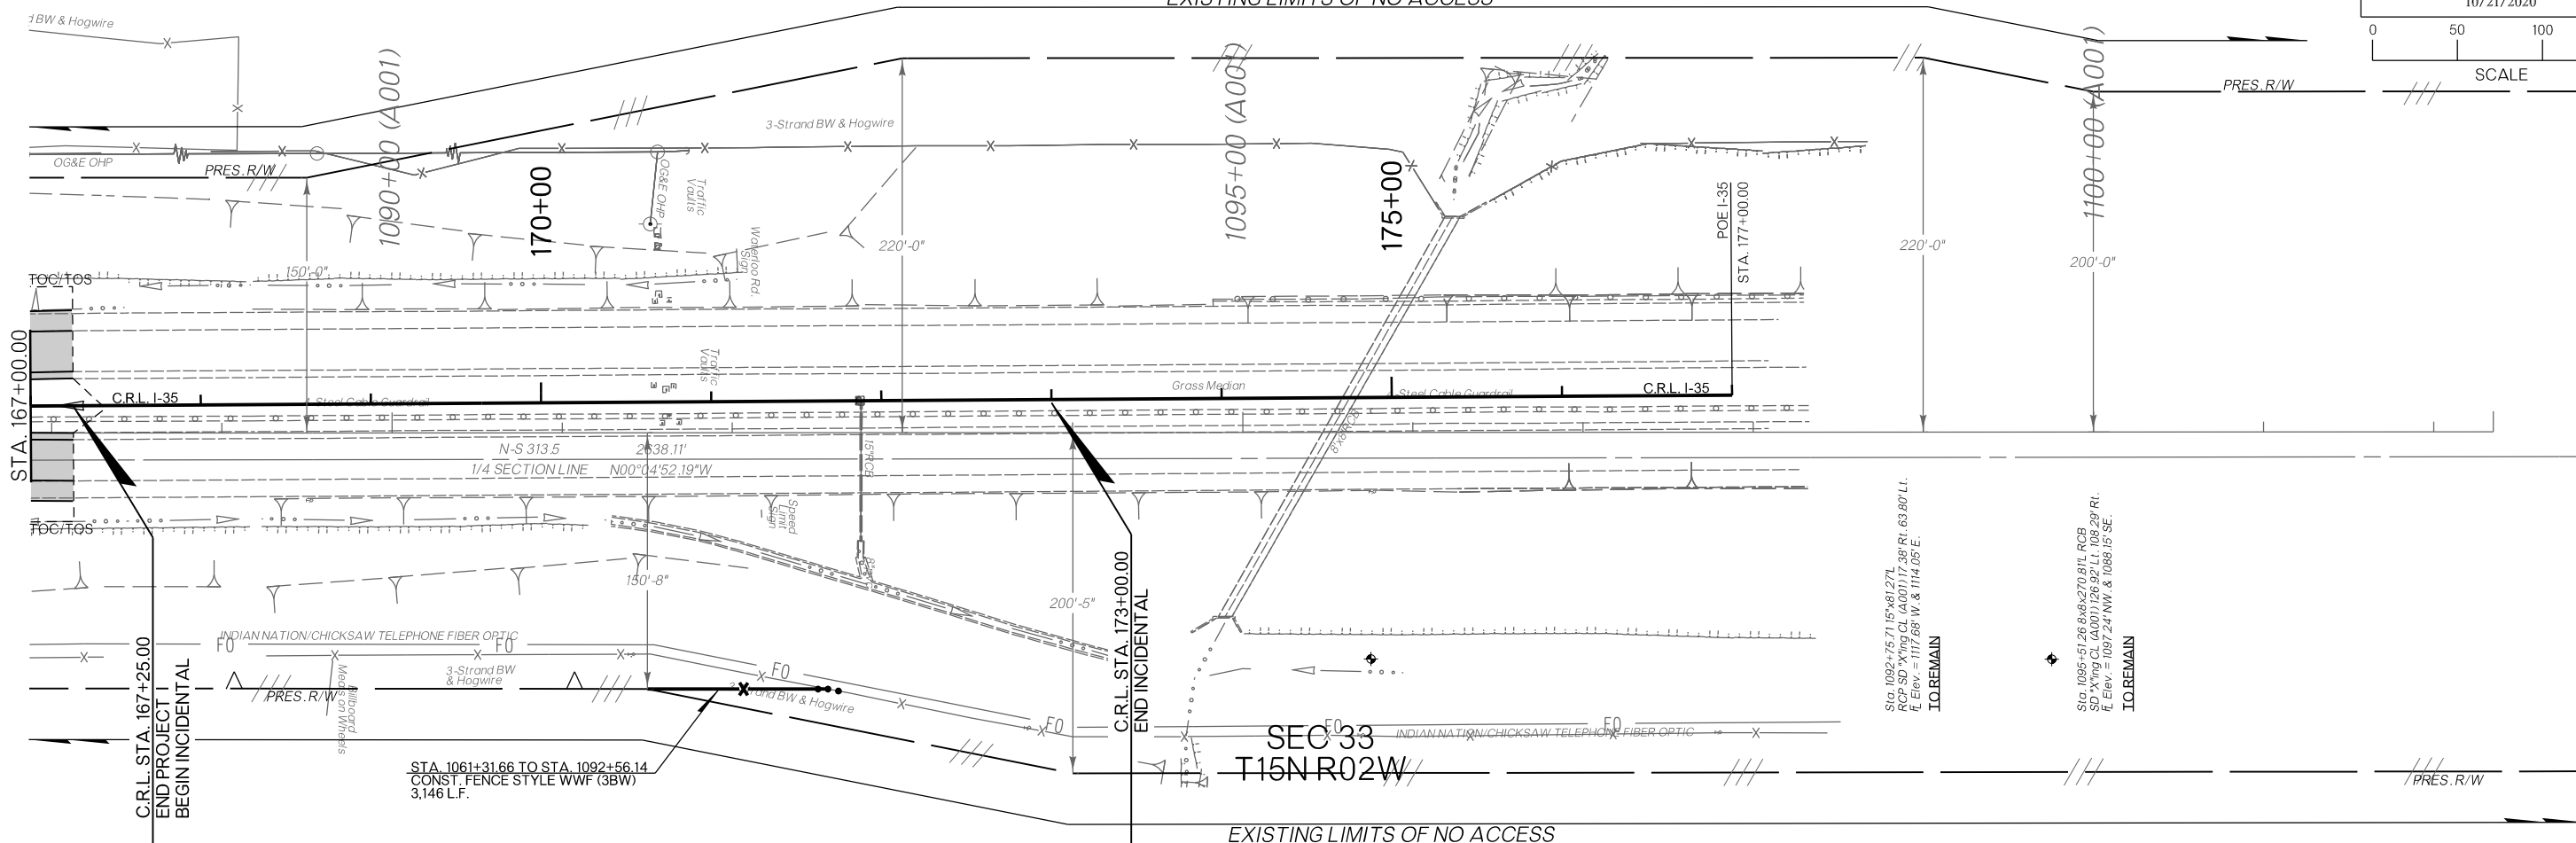 EXISTING LIMITS OF NO ACCESS
10/21/2020
0 50 100
SCALE
BW & Hogwire
1090+00 (A001)
1095+00 (A001)
1100+00 (A001)
PRES. R/W
3-Strand BW & Hogwire
OG&E OHP
PRES. R/W
OG&E OHP
Traffic
Vaults
170+00
175+00
POE I-35
STA. 177+00.00
Waterloo Rd.
Sign
150'-0"
220'-0"
220'-0"
200'-0"
TOC/TOS
STA. 167+00.00
Traffic
Vaults
C.R.L. I-35
Steel Cable Guardrail
Grass Median
Steel Cable Guardrail
C.R.L. I-35
N-S 313.5 2638.11'
1/4 SECTION LINE N00°04'52.19"W
15"RCB
8'x8'RCB
Speed
Limit
Sign
TOC/TOS
150'-8"
200'-5"
C.R.L. STA. 167+25.00
END PROJECT
BEGIN INCIDENTAL
C.R.L. STA. 173+00.00
END INCIDENTAL
Sta. 1092+75.71 15"x81.27'L
RCP SD "X"ing CL (A001) 17.38' Rt. 63.80' Lt.
FL Elev. = 1117.68' W. & 1114.05' E.
TO REMAIN
Sta. 1095+51.26 8x8x270.81'L RCB
SD "X"ing CL (A001) 126.92' Lt. 108.29' Rt.
FL Elev. = 1097.24' NW. & 1088.15' SE.
TO REMAIN
INDIAN NATION/CHICKSAW TELEPHONE FIBER OPTIC
FO FO FO
3-Strand BW
& Hogwire
Billboard
Meals on Wheels
PRES. R/W
Strand BW & Hogwire
FO FO FO
INDIAN NATION/CHICKSAW TELEPHONE FIBER OPTIC
SEC 33
T15N R02W
STA. 1061+31.66 TO STA. 1092+56.14
CONST. FENCE STYLE WWF (3BW)
3,146 L.F.
PRES. R/W
EXISTING LIMITS OF NO ACCESS